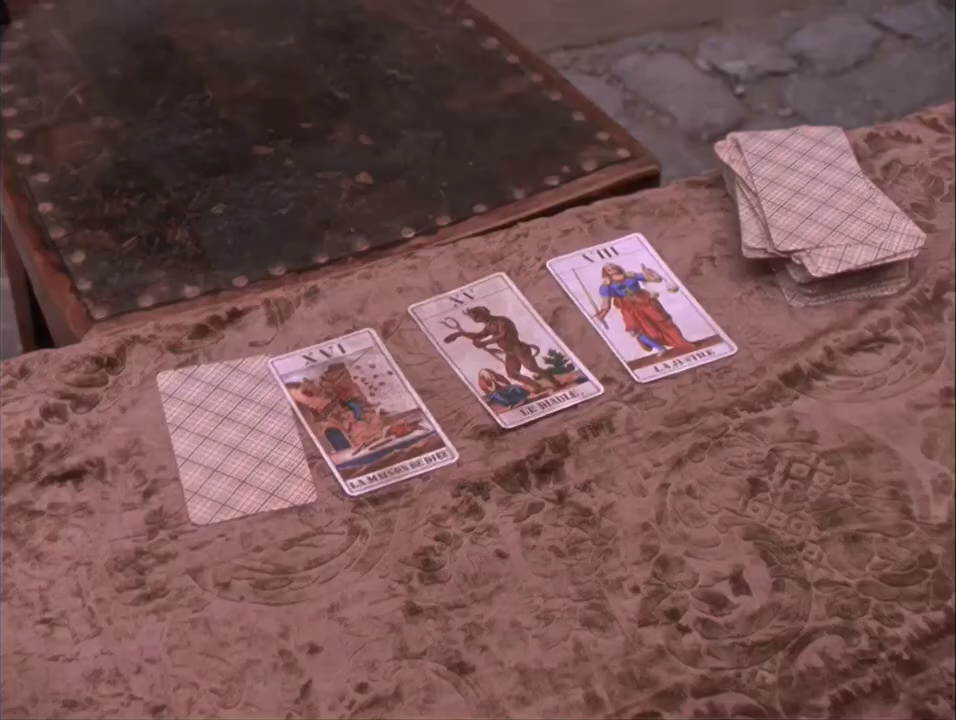 XVI
LA MAISON DE DIEU
XV
LE DIABLE
VIII
LA JUSTICE